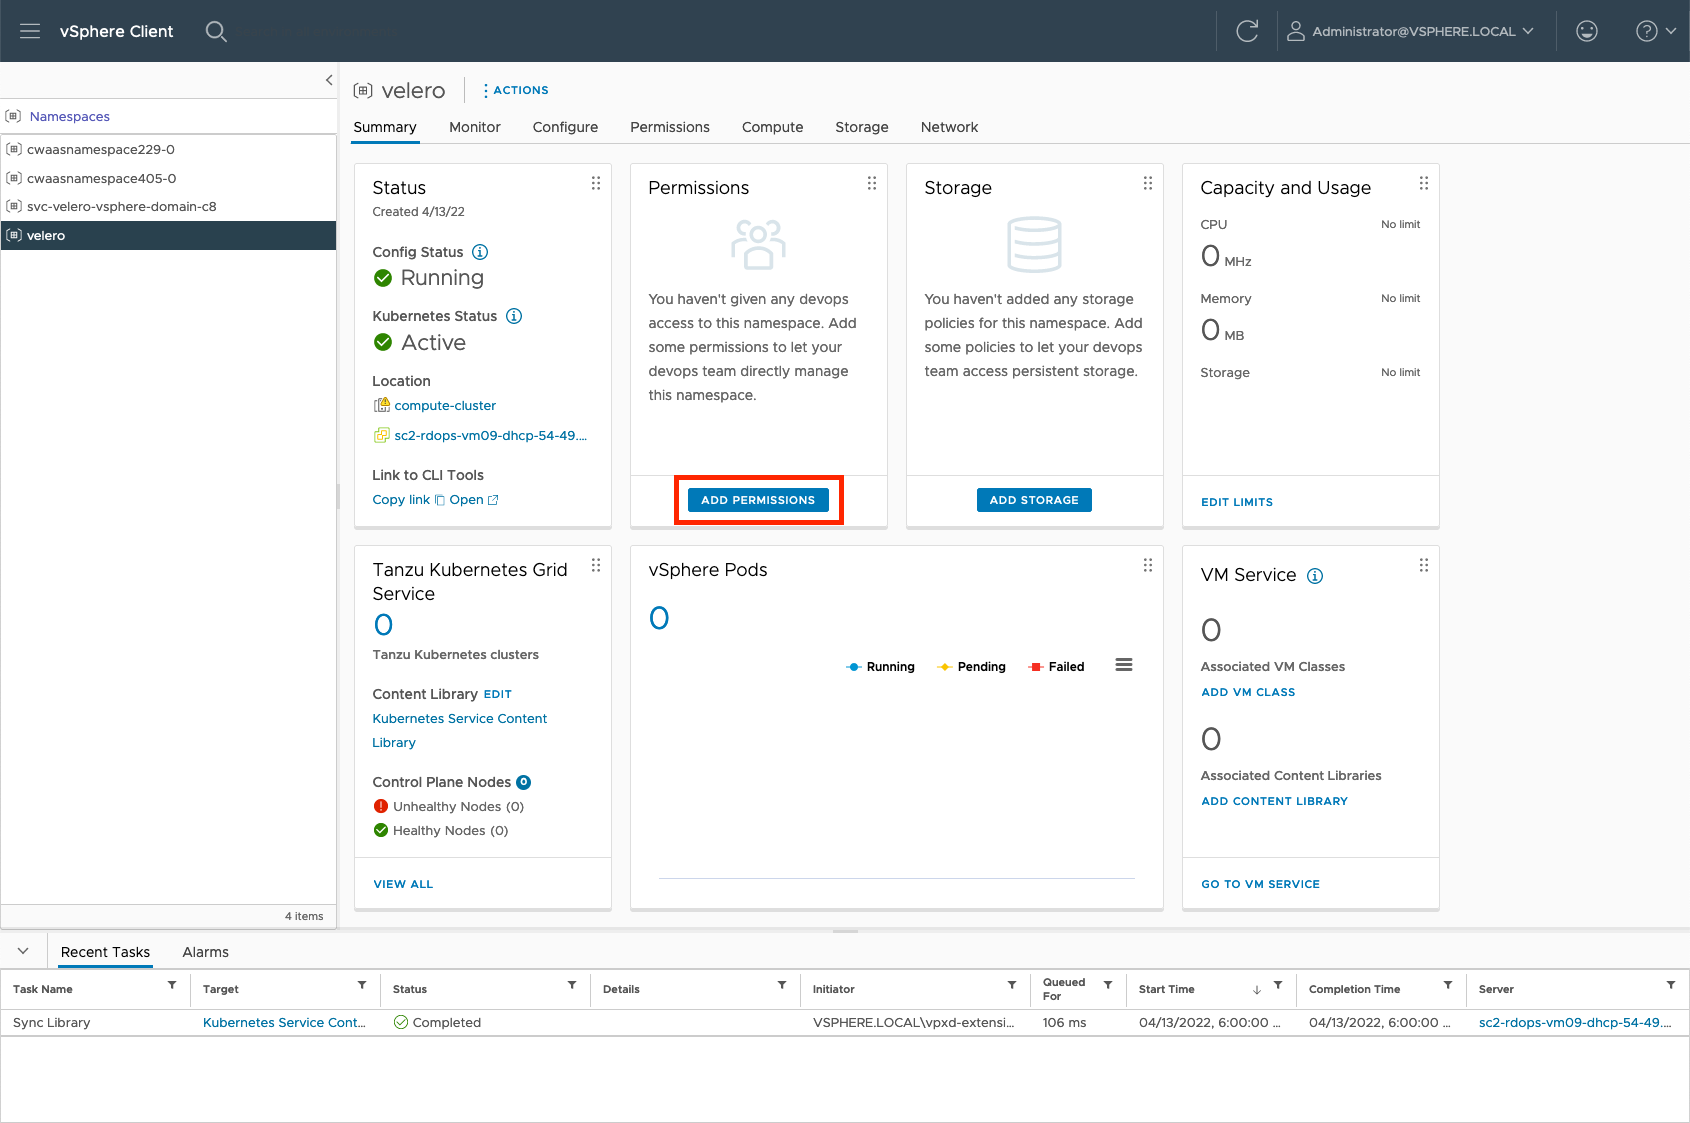 vSphere Client
Administrator@VSPHERE.LOCAL
Namespaces
cwaasnamespace229-0
cwaasnamespace405-0
svc-velero-vsphere-domain-c8
velero
4 items
velero
ACTIONS
Summary Monitor Configure Permissions Compute Storage Network
Status
Created 4/13/22
Config Status
Running
Kubernetes Status
Active
Location
compute-cluster
sc2-rdops-vm09-dhcp-54-49....
Link to CLI Tools
Copy link Open
Permissions
You haven't given any devops
access to this namespace. Add
some permissions to let your
devops team directly manage
this namespace.
ADD PERMISSIONS
Storage
You haven't added any storage
policies for this namespace. Add
some policies to let your devops
team access persistent storage.
ADD STORAGE
Capacity and Usage
CPU No limit
0 MHz
Memory No limit
0 MB
Storage No limit
EDIT LIMITS
Tanzu Kubernetes Grid
Service
0
Tanzu Kubernetes clusters
Content Library EDIT
Kubernetes Service Content
Library
Control Plane Nodes 0
Unhealthy Nodes (0)
Healthy Nodes (0)
VIEW ALL
vSphere Pods
0
Running Pending Failed
VM Service
0
Associated VM Classes
ADD VM CLASS
0
Associated Content Libraries
ADD CONTENT LIBRARY
GO TO VM SERVICE
Recent Tasks Alarms
Task Name Target Status Details Initiator Queued For Start Time Completion Time Server
Sync Library Kubernetes Service Cont... Completed VSPHERE.LOCAL\vpxd-extensi... 106 ms 04/13/2022, 6:00:00 ... 04/13/2022, 6:00:00 ... sc2-rdops-vm09-dhcp-54-49....